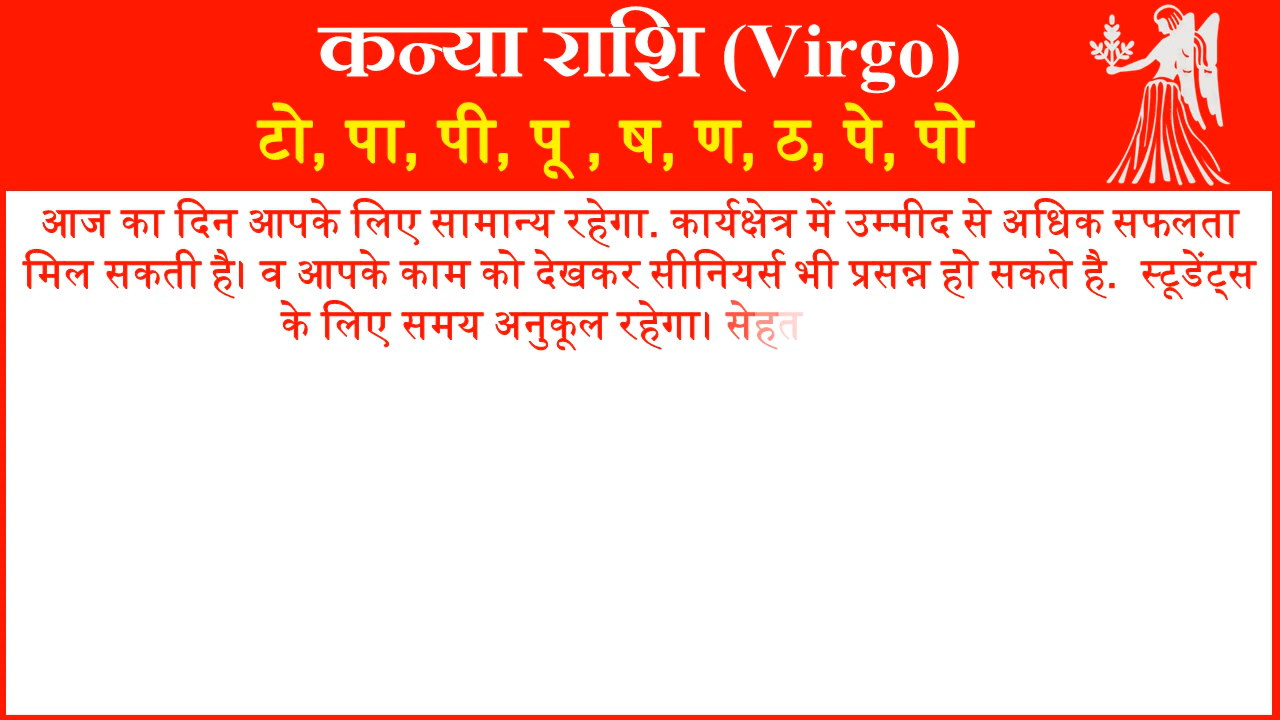 कन्या राशि (Virgo)
टो, पा, पी, पू , ष, ण, ठ, पे, पो
आज का दिन आपके लिए सामान्य रहेगा. कार्यक्षेत्र में उम्मीद से अधिक सफलता
मिल सकती है। व आपके काम को देखकर सीनियर्स भी प्रसन्न हो सकते है. स्टूडेंट्स
के लिए समय अनुकूल रहेगा। सेहत